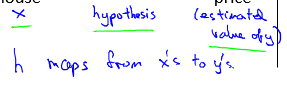 house price
x hypothesis (estimated
value of y)
h maps from x's to y's.